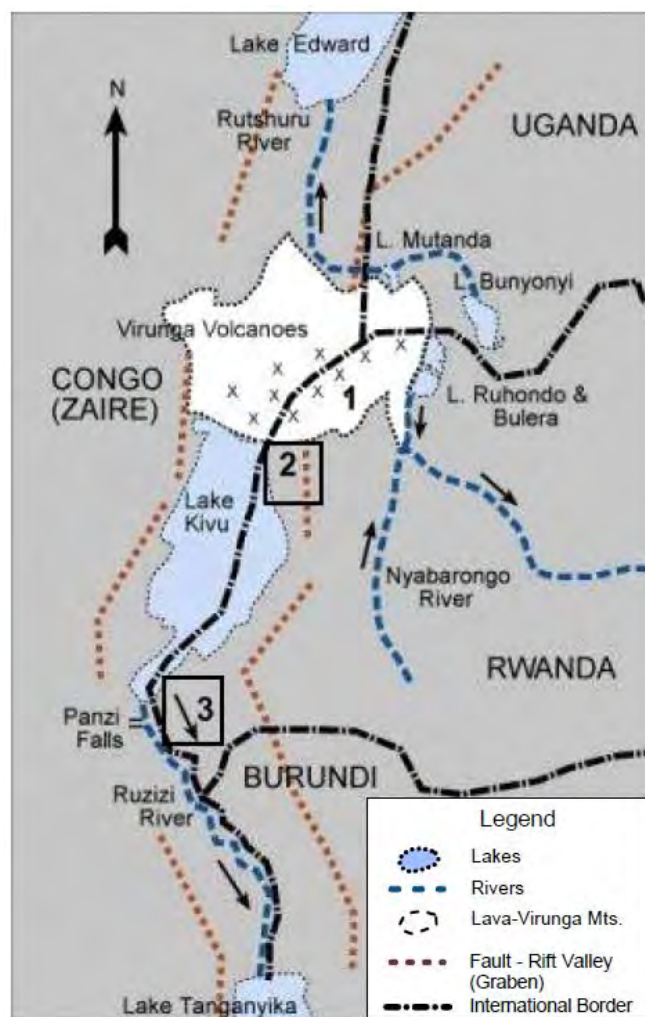 Lake Edward
N
Rutshuru
River
UGANDA
L. Mutanda
L. Bunyonyi
Virunga Volcanoes
x x x x x x x x x x
1
CONGO
(ZAIRE)
L. Ruhondo &
Bulera
2
Lake
Kivu
Nyabarongo
River
RWANDA
3
Panzi
Falls
BURUNDI
Ruzizi
River
Lake Tanganyika
Legend
Lakes
Rivers
Lava-Virunga Mts.
Fault - Rift Valley
(Graben)
International Border